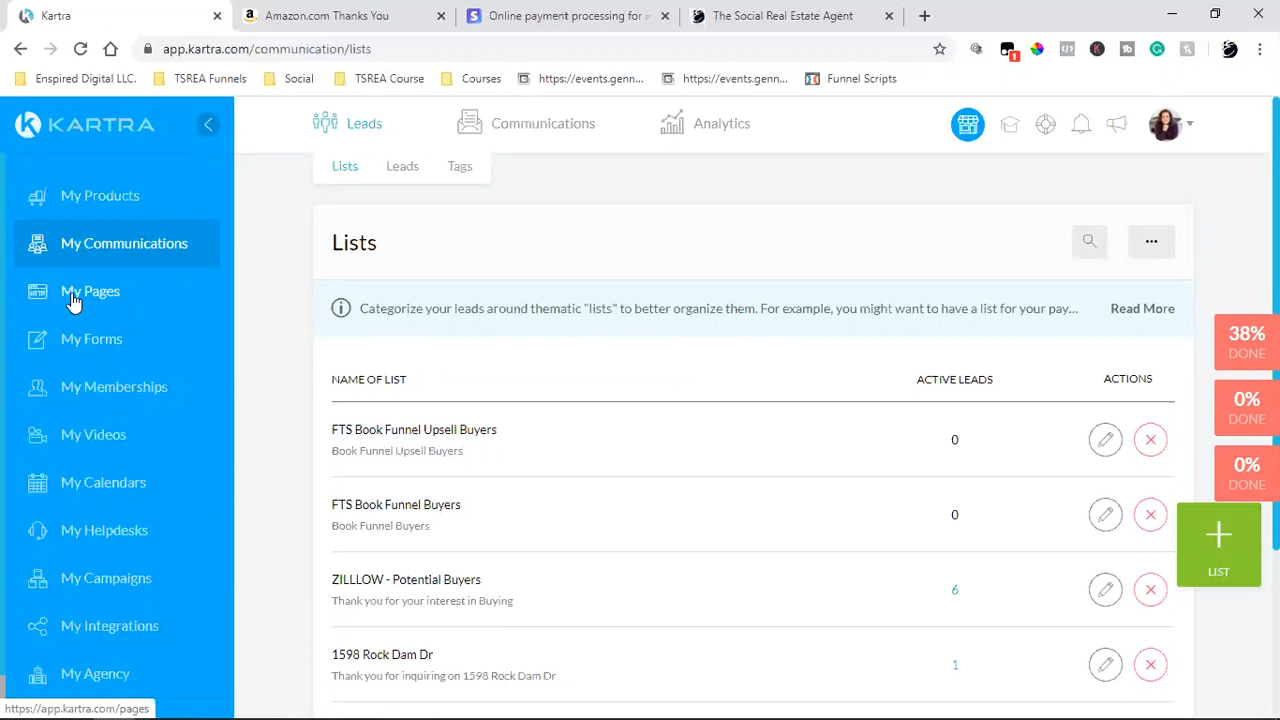 Kartra
Amazon.com Thanks You
Online payment processing for i
The Social Real Estate Agent
app.kartra.com/communication/lists
1
Enspired Digital LLC.
TSREA Funnels
Social
TSREA Course
Courses
https://events.genn...
https://events.genn...
Funnel Scripts
KARTRA
Leads
Communications
Analytics
Lists
Leads
Tags
My Products
My Communications
My Pages
My Forms
My Memberships
My Videos
My Calendars
My Helpdesks
My Campaigns
My Integrations
My Agency
https://app.kartra.com/pages
Lists
Categorize your leads around thematic "lists" to better organize them. For example, you might want to have a list for your pay...
Read More
NAME OF LIST
ACTIVE LEADS
ACTIONS
FTS Book Funnel Upsell Buyers
Book Funnel Upsell Buyers
0
FTS Book Funnel Buyers
Book Funnel Buyers
0
ZILLLOW - Potential Buyers
Thank you for your interest in Buying
6
1598 Rock Dam Dr
Thank you for inquiring on 1598 Rock Dam Dr
1
38%
DONE
0%
DONE
0%
DONE
LIST